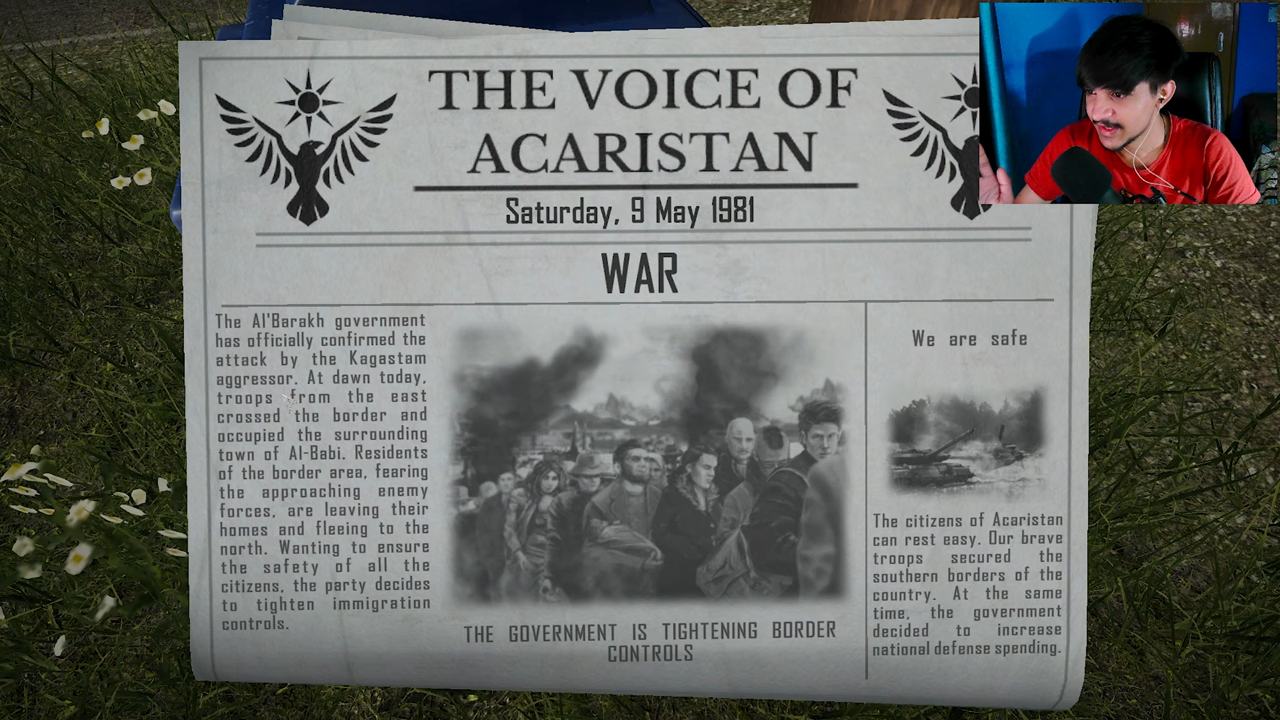 THE VOICE OF
ACARISTAN
Saturday, 9 May 1981
WAR
The Al'Barakh government
has officially confirmed the
attack by the Kagastam
aggressor. At dawn today,
troops from the east
crossed the border and
occupied the surrounding
town of Al-Babi. Residents
of the border area, fearing
the approaching enemy
forces, are leaving their
homes and fleeing to the
north. Wanting to ensure
the safety of all the
citizens, the party decides
to tighten immigration
controls.
THE GOVERNMENT IS TIGHTENING BORDER
CONTROLS
We are safe
The citizens of Acaristan
can rest easy. Our brave
troops secured the
southern borders of the
country. At the same
time, the government
decided to increase
national defense spending.